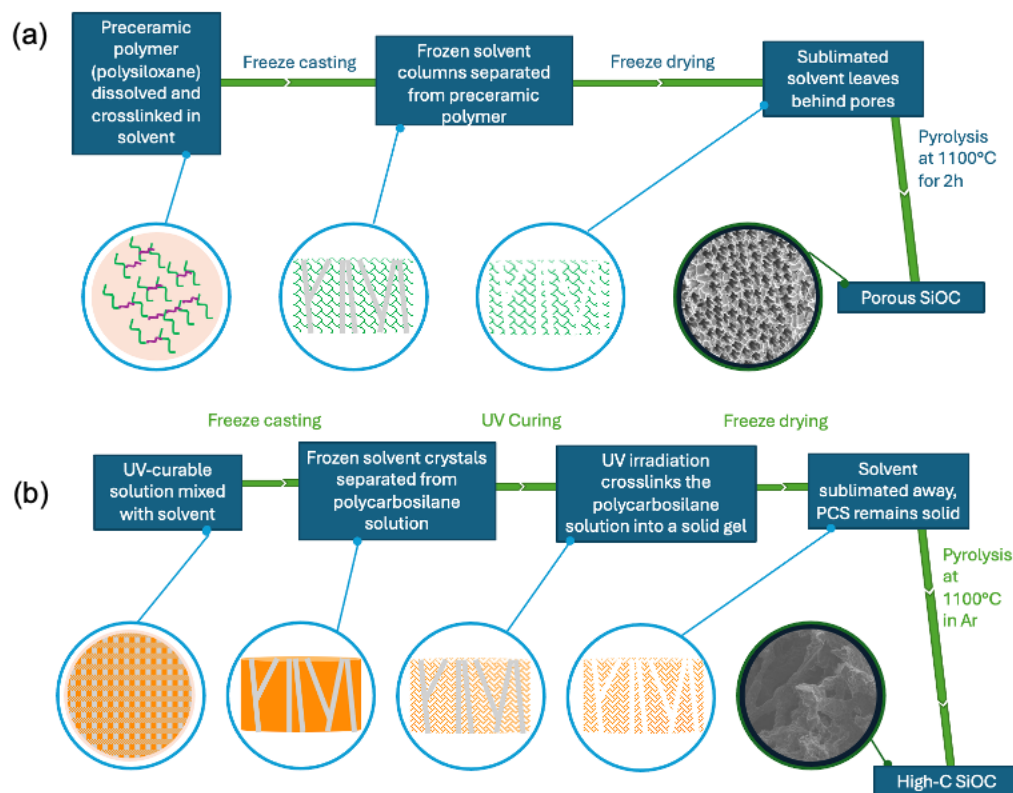 (a)
Preceramic
polymer
(polysiloxane)
dissolved and
crosslinked in
solvent
Freeze casting
Frozen solvent
columns separated
from preceramic
polymer
Freeze drying
Sublimated
solvent leaves
behind pores
Pyrolysis
at 1100°C
for 2h
Porous SiOC
(b)
Freeze casting
UV Curing
Freeze drying
UV-curable
solution mixed
with solvent
Frozen solvent crystals
separated from
polycarbosilane
solution
UV irradiation
crosslinks the
polycarbosilane
solution into a solid gel
Solvent
sublimated away,
PCS remains solid
Pyrolysis
at
1100°C
in Ar
High-C SiOC